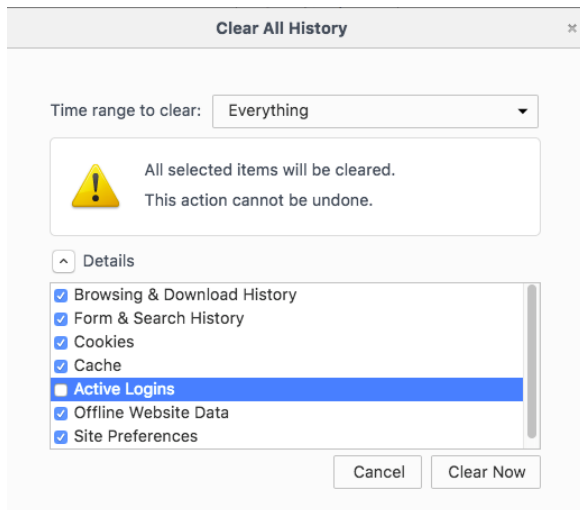 Clear All History
Time range to clear: Everything
All selected items will be cleared.
This action cannot be undone.
Details
Browsing & Download History
Form & Search History
Cookies
Cache
Active Logins
Offline Website Data
Site Preferences
Cancel Clear Now